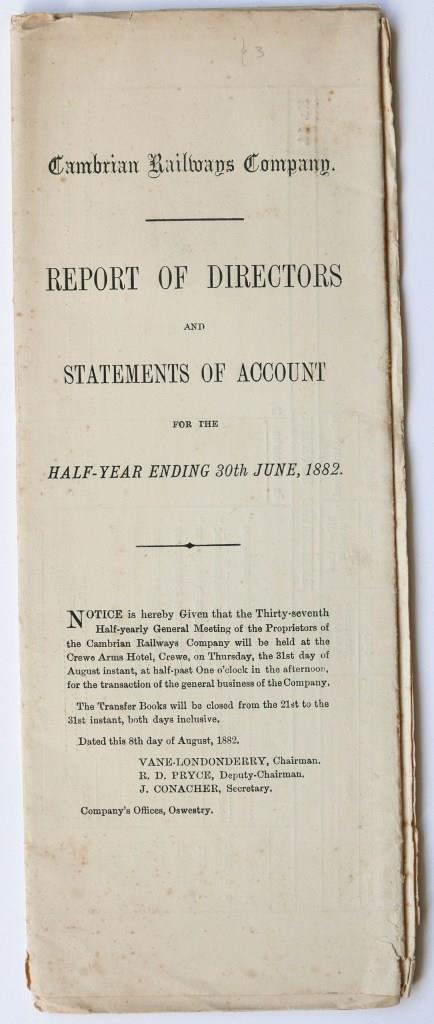 £3
Cambrian Railways Company.
REPORT OF DIRECTORS
AND
STATEMENTS OF ACCOUNT
FOR THE
HALF-YEAR ENDING 30th JUNE, 1882.
NOTICE is hereby Given that the Thirty-seventh
Half-yearly General Meeting of the Proprietors of
the Cambrian Railways Company will be held at the
Crewe Arms Hotel, Crewe, on Thursday, the 31st day of
August instant, at half-past One o'clock in the afternoon,
for the transaction of the general business of the Company.
The Transfer Books will be closed from the 21st to the
31st instant, both days inclusive.
Dated this 8th day of August, 1882.
VANE-LONDONDERRY, Chairman.
R. D. PRYCE, Deputy-Chairman.
J. CONACHER, Secretary.
Company's Offices, Oswestry.